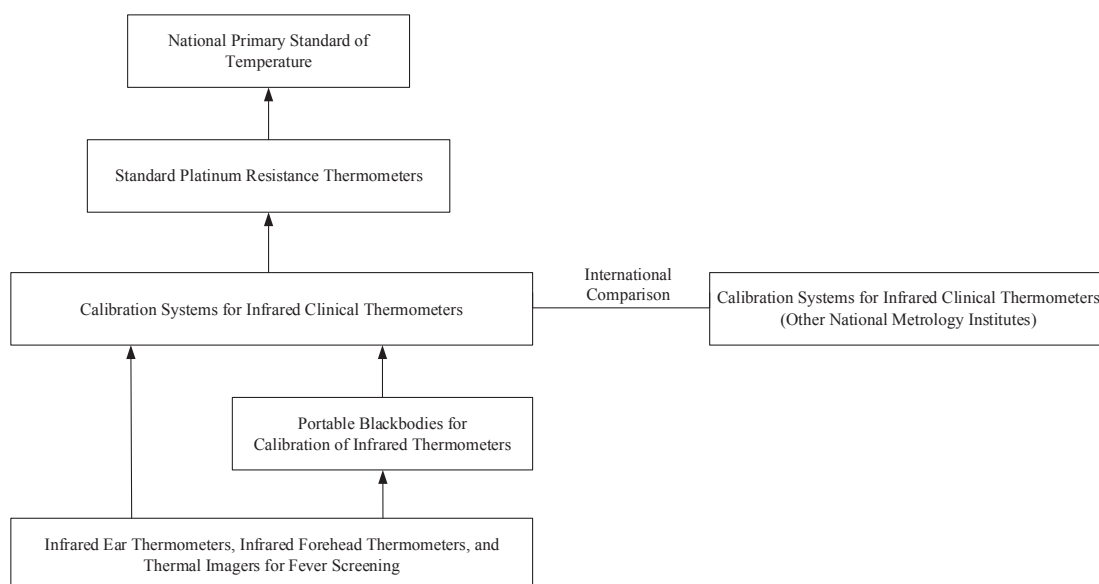 National Primary Standard of
Temperature
Standard Platinum Resistance Thermometers
Calibration Systems for Infrared Clinical Thermometers
International
Comparison
Calibration Systems for Infrared Clinical Thermometers
(Other National Metrology Institutes)
Portable Blackbodies for
Calibration of Infrared Thermometers
Infrared Ear Thermometers, Infrared Forehead Thermometers, and
Thermal Imagers for Fever Screening